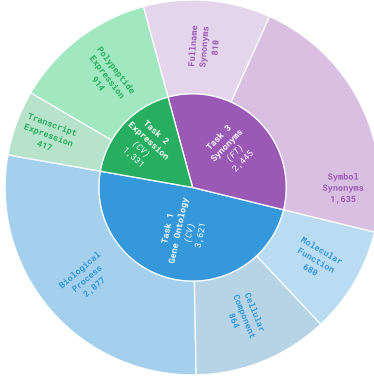 Fullname
Synonyms
810
Polypeptide
Expression
914
Transcript
Expression
417
Task 2
Expression
(CV)
1,331
Task 3
Synonyms
(FT)
2,445
Symbol
Synonyms
1,635
Task 1
Gene Ontology
(CV)
3,621
Molecular
Function
680
Biological
Process
2,077
Cellular
Component
864